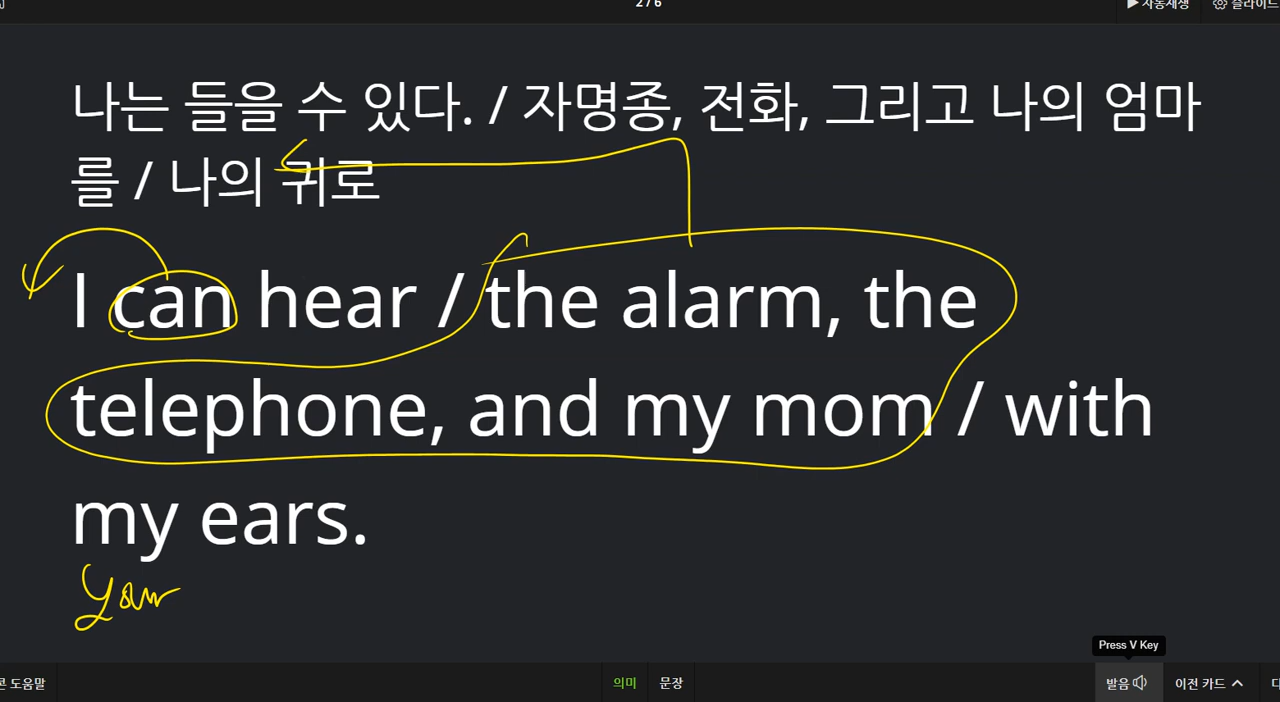 2/6
▶ 자동재생
슬라이드
나는 들을 수 있다. / 자명종, 전화, 그리고 나의 엄마
를 / 나의 귀로
I can hear / the alarm, the
telephone, and my mom / with
my ears.
your
Press V Key
도움말
의미
문장
발음
이전 카드